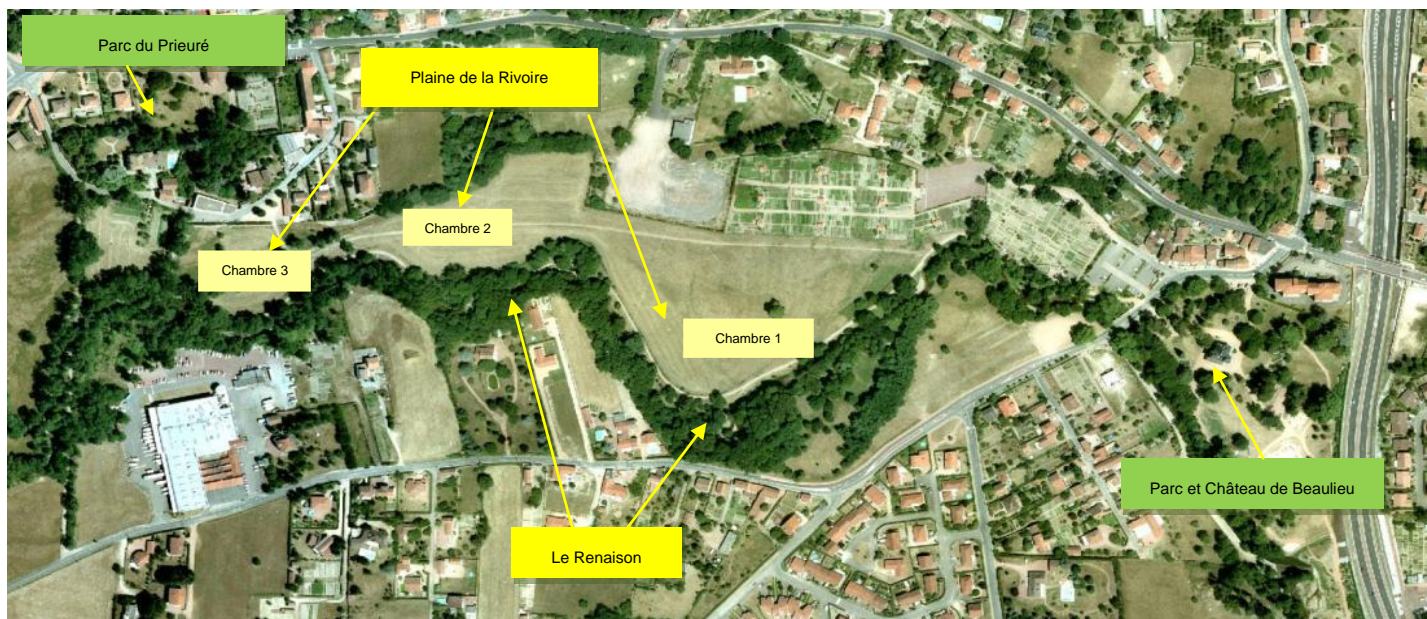 Parc du Prieuré
Plaine de la Rivoire
Chambre 2
Chambre 3
Chambre 1
Parc et Château de Beaulieu
Le Renaison